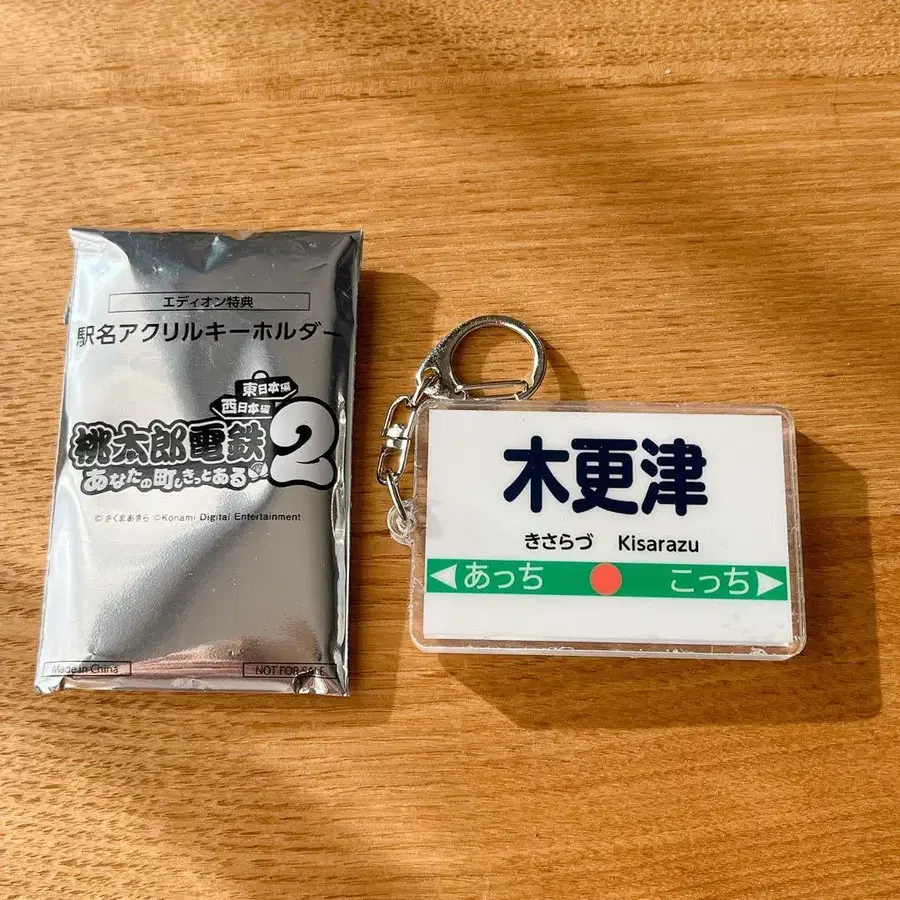 エディオン特典
駅名アクリルキーホルダー
東日本編
西日本編
桃太郎電鉄2
あなたの町もきっとある
©さくまあきら ©Konami Digital Entertainment
Made in China
NOT FOR SALE
木更津
きさらづ Kisarazu
あっち こっち